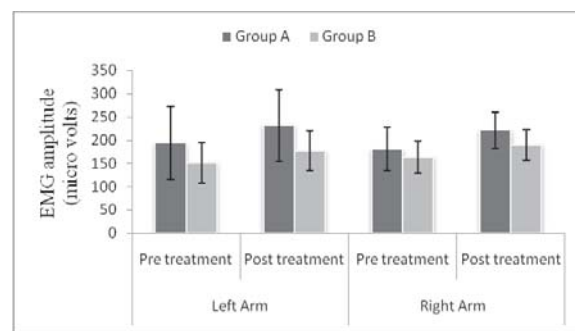 Group A Group B
EMG amplitude
(micro volts)
350
300
250
200
150
100
50
0
Pre treatment Post treatment Pre treatment Post treatment
Left Arm Right Arm